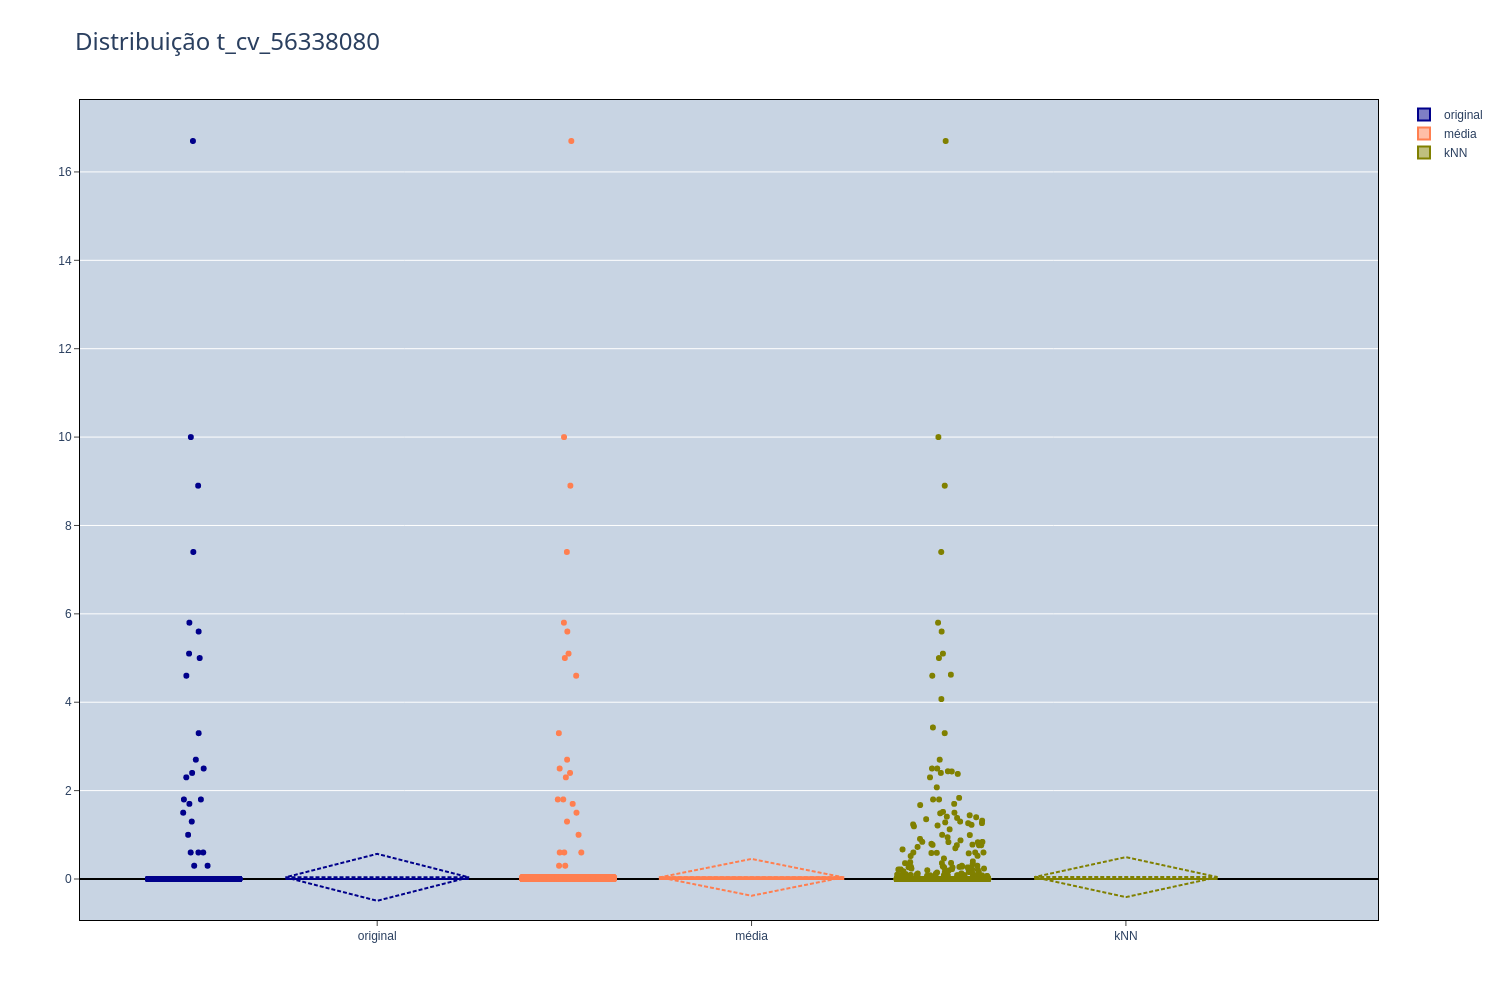 Distribuição t_cv_56338080
original
média
kNN
16
14
12
10
8
6
4
2
0
original
média
kNN